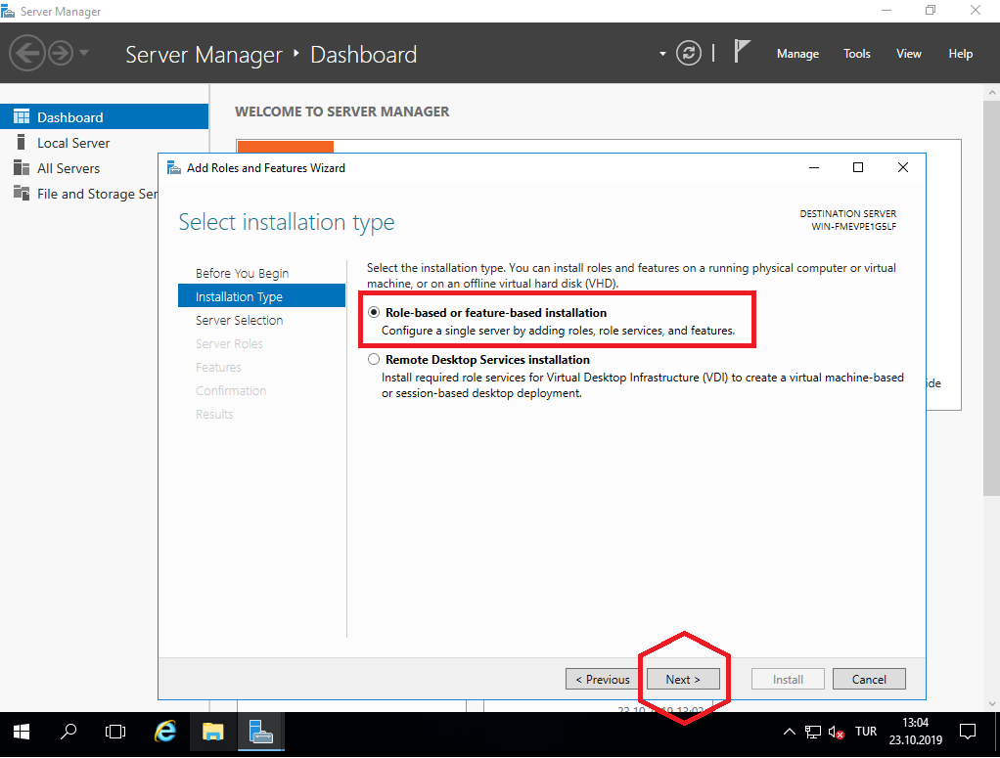 Server Manager
Server Manager ‣ Dashboard
Manage
Tools
View
Help
Dashboard
Local Server
All Servers
File and Storage Ser
WELCOME TO SERVER MANAGER
Add Roles and Features Wizard
Select installation type
DESTINATION SERVER
WIN-FMEVPE1G5LF
Before You Begin
Installation Type
Server Selection
Server Roles
Features
Confirmation
Results
Select the installation type. You can install roles and features on a running physical computer or virtual
machine, or on an offline virtual hard disk (VHD).
Role-based or feature-based installation
Configure a single server by adding roles, role services, and features.
Remote Desktop Services installation
Install required role services for Virtual Desktop Infrastructure (VDI) to create a virtual machine-based
or session-based desktop deployment.
ide
< Previous
Next >
Install
Cancel
23.10.2019 13:02
TUR
13:04
23.10.2019